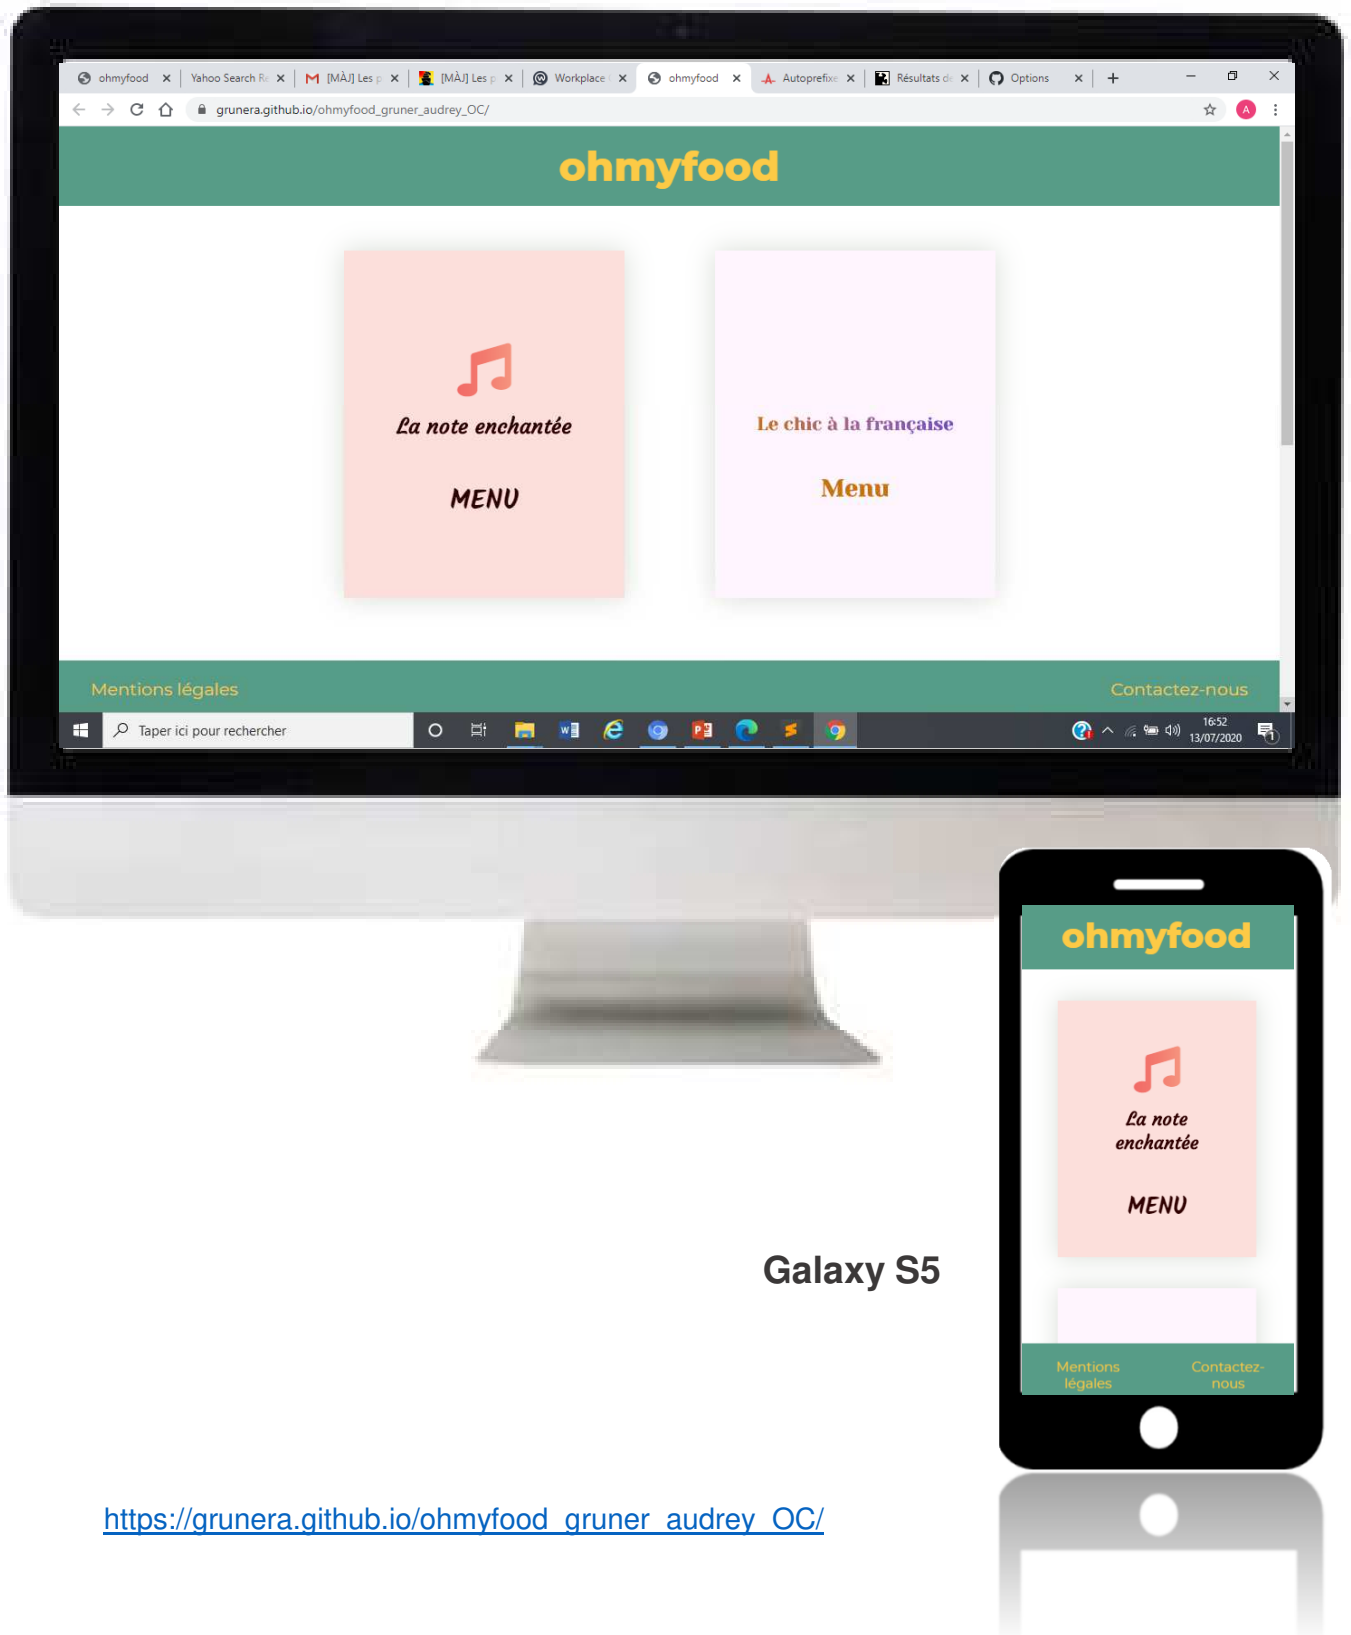 ohmyfood
Yahoo Search Re
[MÀJ] Les p
[MÀJ] Les p
Workplace
ohmyfood
Autoprefixe
Résultats de
Options
grunera.github.io/ohmyfood_gruner_audrey_OC/
A
ohmyfood
La note enchantée
MENU
Le chic à la française
Menu
Mentions légales
Contactez-nous
Taper ici pour rechercher
16:52
13/07/2020
ohmyfood
La note
enchantée
MENU
Mentions
légales
Contactez-
nous
Galaxy S5
https://grunera.github.io/ohmyfood_gruner_audrey_OC/